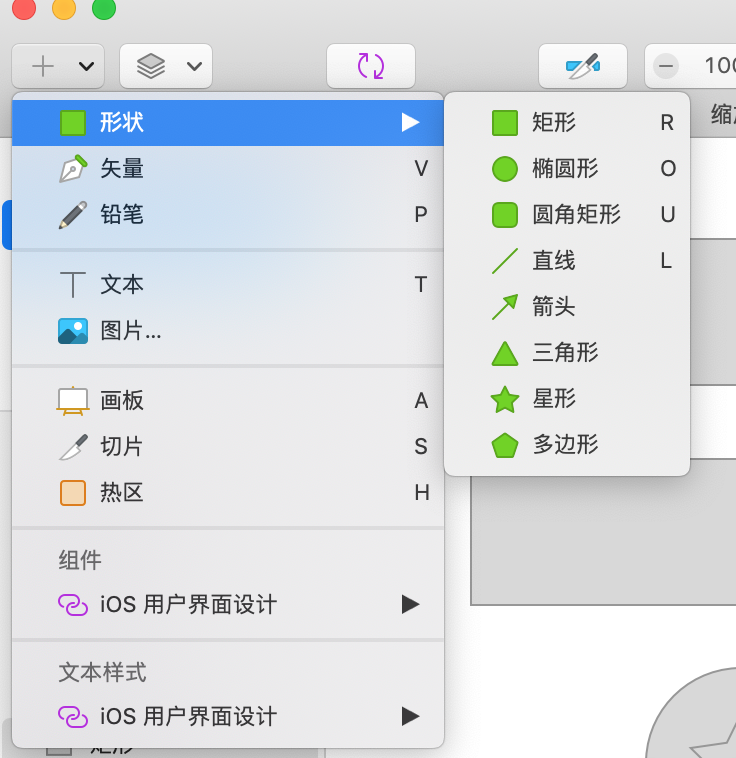 100
缩放
形状
矢量 V
铅笔 P
文本 T
图片...
画板 A
切片 S
热区 H
组件
iOS 用户界面设计
文本样式
iOS 用户界面设计
矩形 R
椭圆形 O
圆角矩形 U
直线 L
箭头
三角形
星形
多边形
矩形